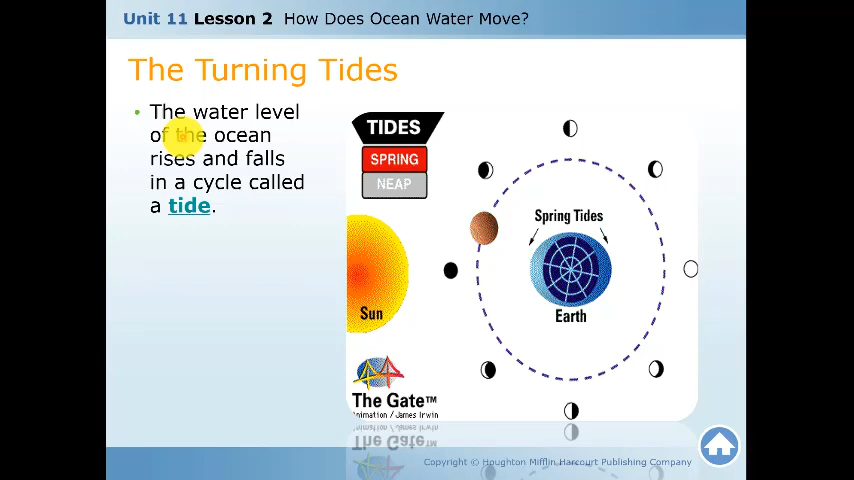 Unit 11 Lesson 2 How Does Ocean Water Move?
The Turning Tides
• The water level
of the ocean
rises and falls
in a cycle called
a tide.
TIDES
SPRING
NEAP
Spring Tides
Sun
Earth
The Gate™
Animation / James Irwin
Copyright © Houghton Mifflin Harcourt Publishing Company